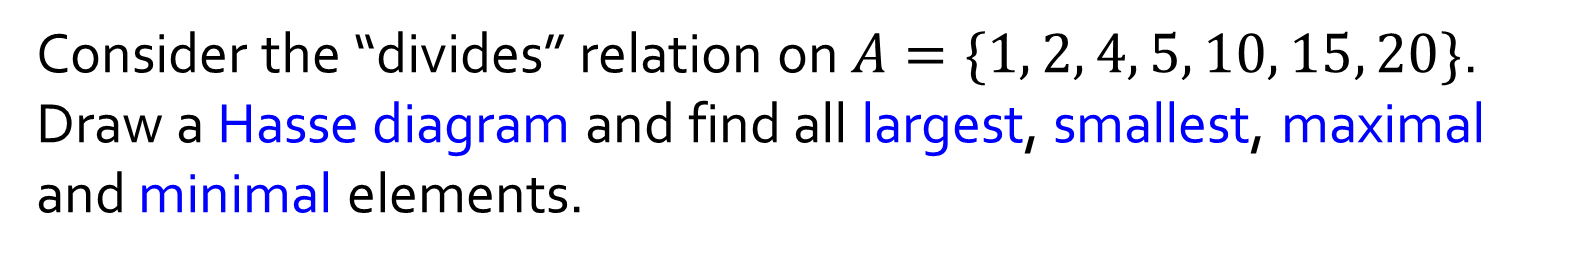 Consider the “divides” relation on A = {1, 2, 4, 5, 10, 15, 20}.
Draw a Hasse diagram and find all largest, smallest, maximal
and minimal elements.